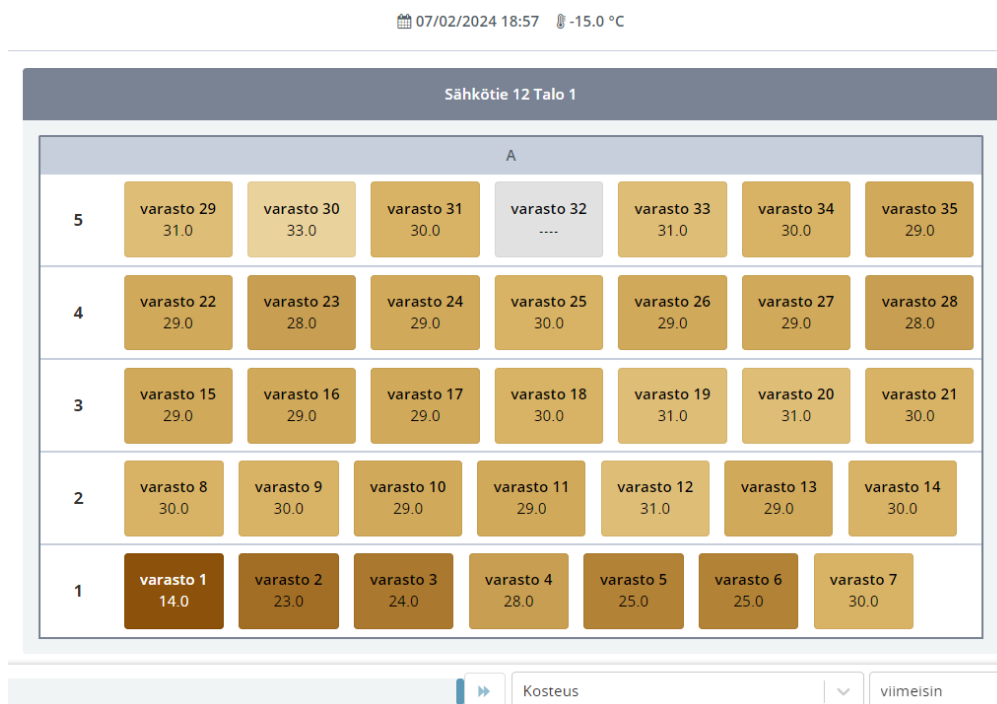 07/02/2024 18:57 -15.0 °C
Sähkötie 12 Talo 1
A
5
varasto 29 varasto 30 varasto 31 varasto 32 varasto 33 varasto 34 varasto 35
31.0 33.0 30.0 ---- 31.0 30.0 29.0
4
varasto 22 varasto 23 varasto 24 varasto 25 varasto 26 varasto 27 varasto 28
29.0 28.0 29.0 30.0 29.0 29.0 28.0
3
varasto 15 varasto 16 varasto 17 varasto 18 varasto 19 varasto 20 varasto 21
29.0 29.0 29.0 30.0 31.0 31.0 30.0
2
varasto 8 varasto 9 varasto 10 varasto 11 varasto 12 varasto 13 varasto 14
30.0 30.0 29.0 29.0 31.0 29.0 30.0
1
varasto 1 varasto 2 varasto 3 varasto 4 varasto 5 varasto 6 varasto 7
14.0 23.0 24.0 28.0 25.0 25.0 30.0
Kosteus viimeisin